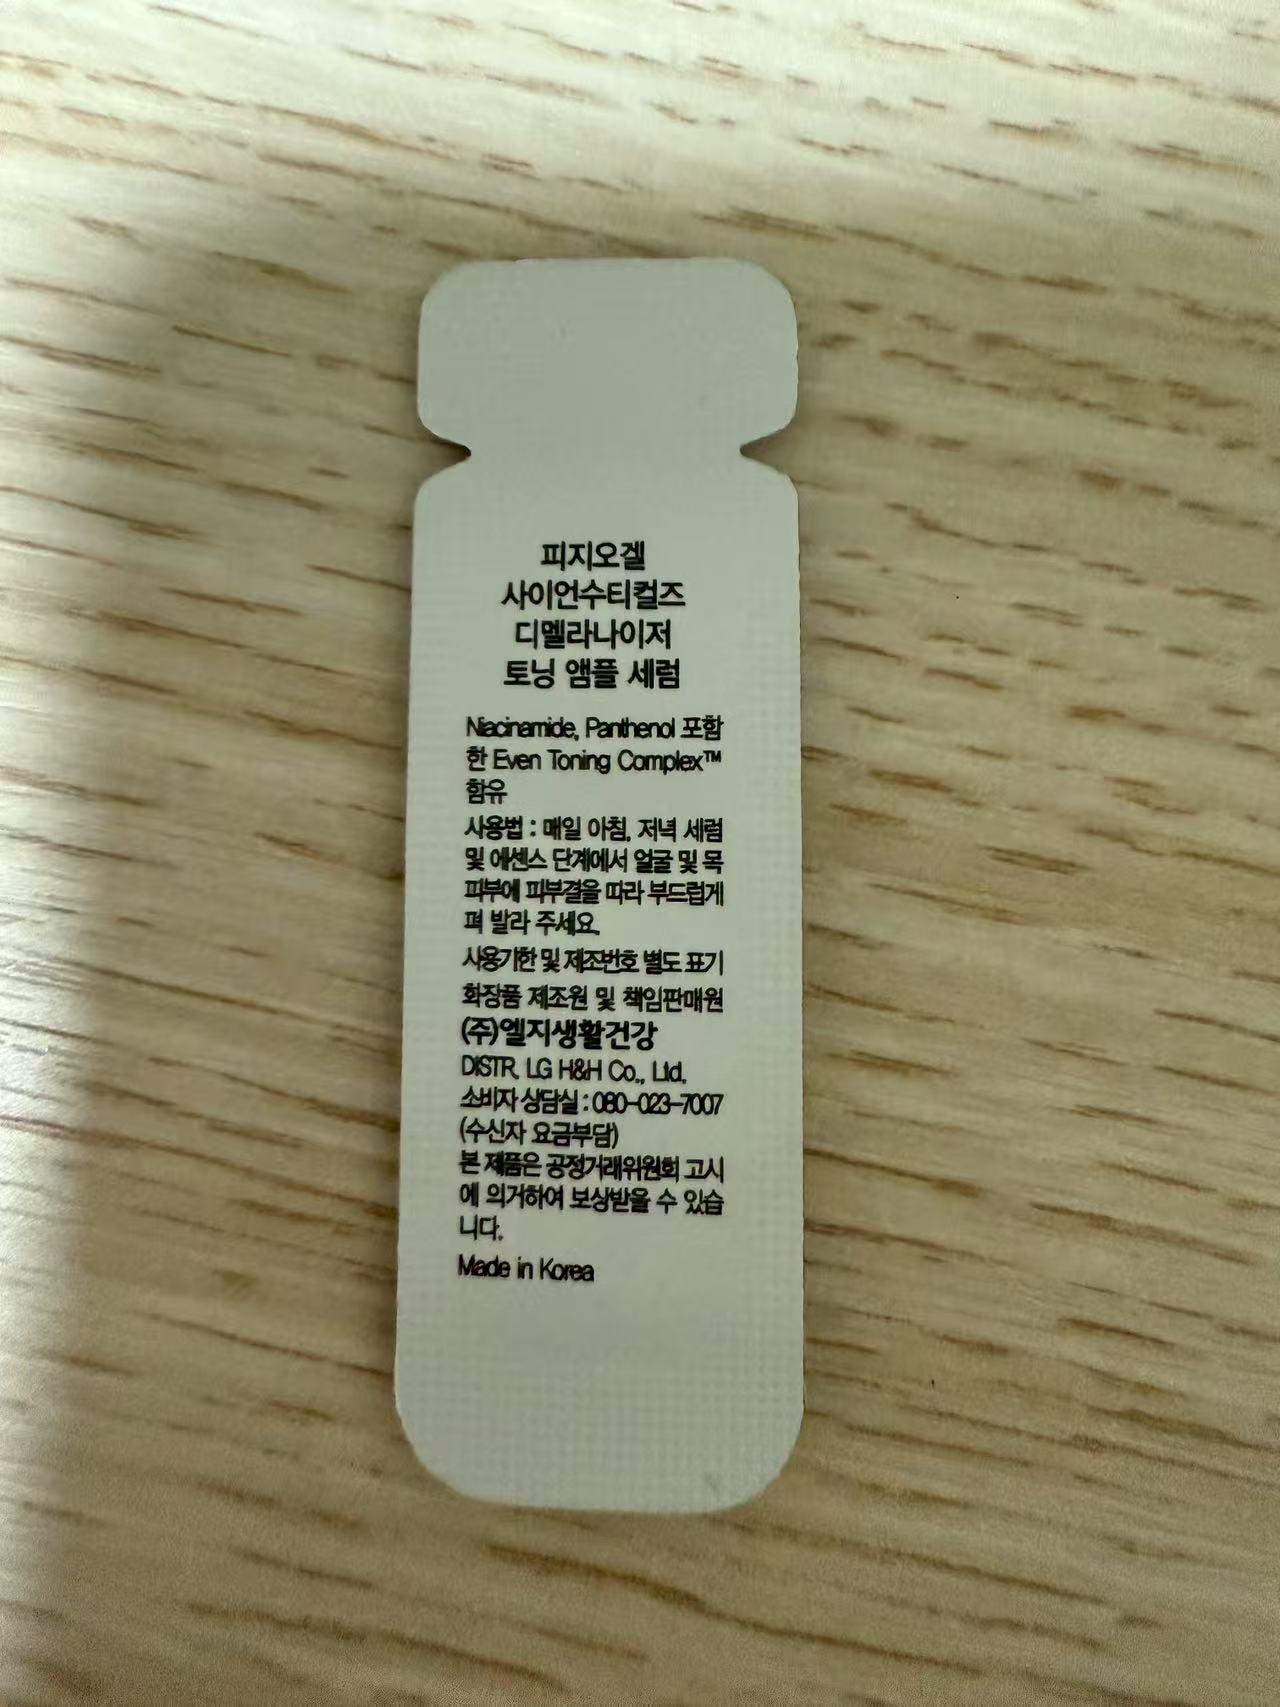 피지오겔
사이언수티컬즈
디멜라나이저
토닝 앰플 세럼
Niacinamide, Panthenol 포함
한 Even Toning Complex™
함유
사용법 : 매일 아침, 저녁 세럼
및 에센스 단계에서 얼굴 및 목
피부에 피부결을 따라 부드럽게
펴 발라 주세요.
사용기한 및 제조번호 별도 표기
화장품 제조원 및 책임판매원
(주)엘지생활건강
DISTR. LG H&H Co., Ltd.
소비자 상담실 : 080-023-7007
(수신자 요금부담)
본 제품은 공정거래위원회 고시
에 의거하여 보상받을 수 있습
니다.
Made in Korea